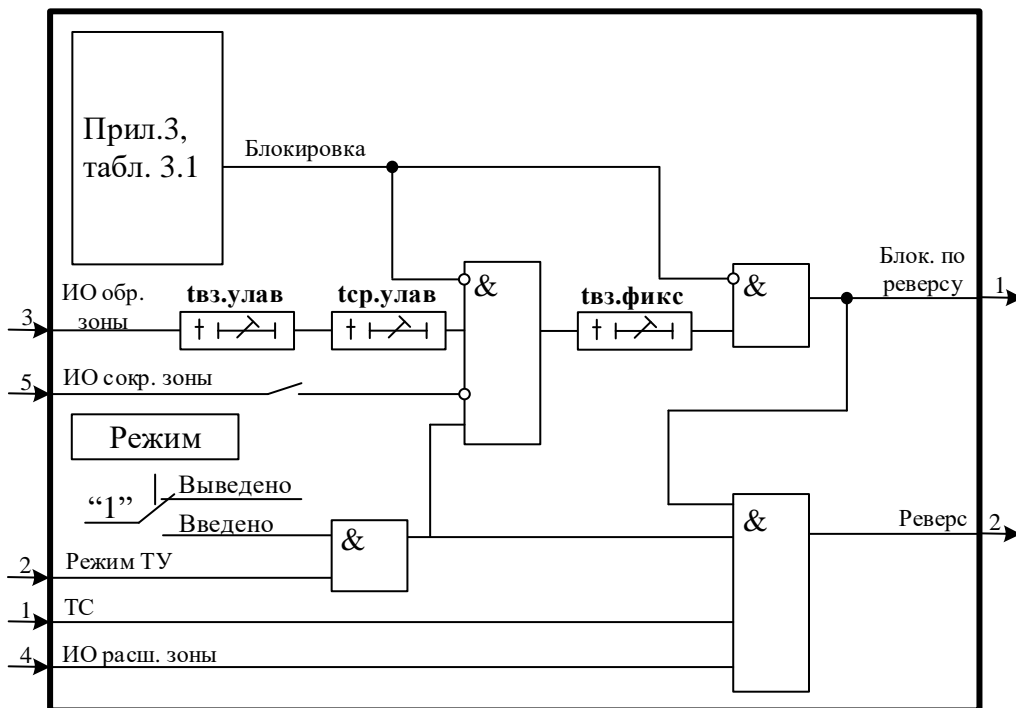 Прил.3,
табл. 3.1
Блокировка
&
&
Блок. по
реверсу
1
ИО обр.
зоны
3
tвз.улав
tср.улав
tвз.фикс
5
ИО сокр. зоны
Режим
“1”
Выведено
Введено
&
&
Реверс
2
2
Режим ТУ
1
ТС
4
ИО расш. зоны